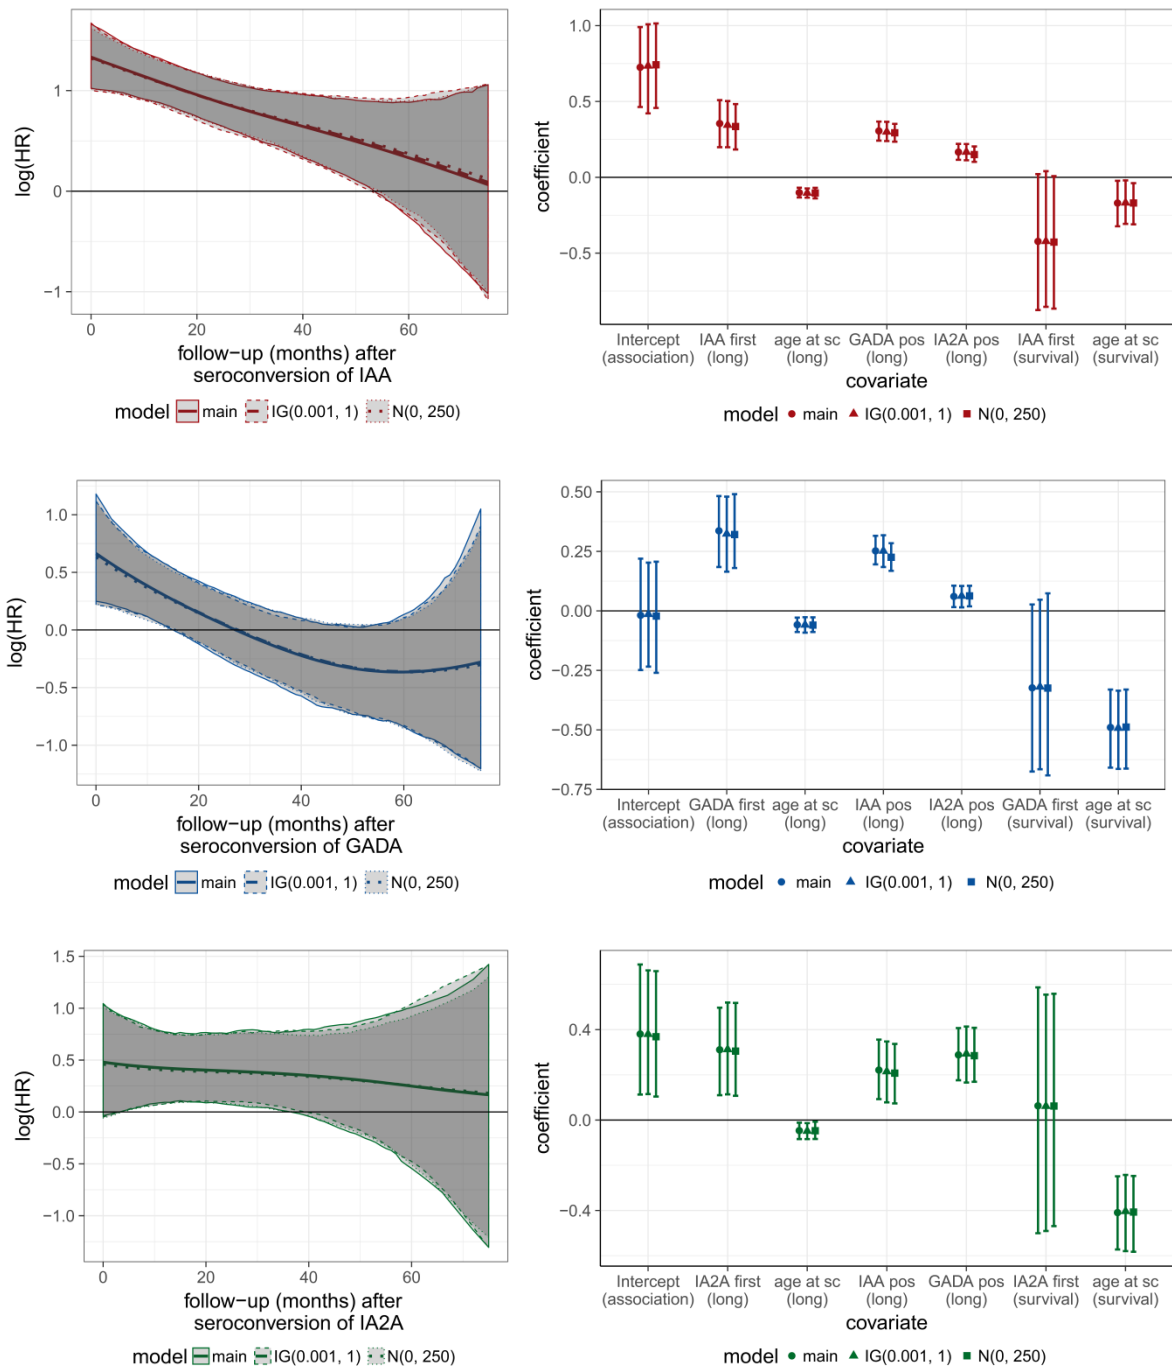 log(HR)
1
0
−1
0
20
40
60
follow−up (months) after
seroconversion of IAA
model main IG(0.001, 1) N(0, 250)
coefficient
1.0
0.5
0.0
−0.5
Intercept (association)
IAA first (long)
age at sc (long)
GADA pos (long)
IA2A pos (long)
IAA first (survival)
age at sc (survival)
covariate
model main IG(0.001, 1) N(0, 250)
log(HR)
1.0
0.5
0.0
−0.5
−1.0
0
20
40
60
follow−up (months) after
seroconversion of GADA
model main IG(0.001, 1) N(0, 250)
coefficient
0.50
0.25
0.00
−0.25
−0.50
−0.75
Intercept (association)
GADA first (long)
age at sc (long)
IAA pos (long)
IA2A pos (long)
GADA first (survival)
age at sc (survival)
covariate
model main IG(0.001, 1) N(0, 250)
log(HR)
1.5
1.0
0.5
0.0
−0.5
−1.0
0
20
40
60
follow−up (months) after
seroconversion of IA2A
model main IG(0.001, 1) N(0, 250)
coefficient
0.4
0.0
−0.4
Intercept (association)
IA2A first (long)
age at sc (long)
IAA pos (long)
GADA pos (long)
IA2A first (survival)
age at sc (survival)
covariate
model main IG(0.001, 1) N(0, 250)